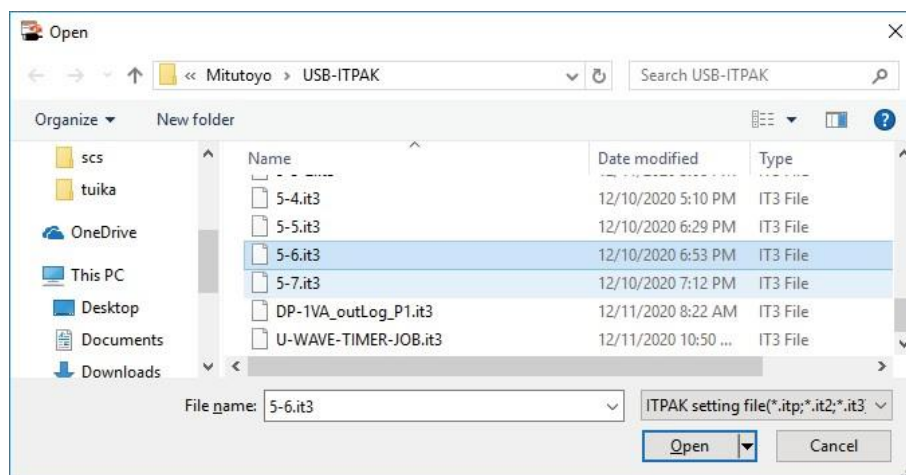 Open
« Mitutoyo > USB-ITPAK
Search USB-ITPAK
Organize
New folder
scs
tuika
OneDrive
This PC
Desktop
Documents
Downloads
Name Date modified Type
5-4.it3 12/10/2020 5:10 PM IT3 File
5-5.it3 12/10/2020 6:29 PM IT3 File
5-6.it3 12/10/2020 6:53 PM IT3 File
5-7.it3 12/10/2020 7:12 PM IT3 File
DP-1VA_outLog_P1.it3 12/11/2020 8:22 AM IT3 File
U-WAVE-TIMER-JOB.it3 12/11/2020 10:50 ... IT3 File
File name: 5-6.it3
ITPAK setting file(*.itp;*.it2;*.it3
Open
Cancel